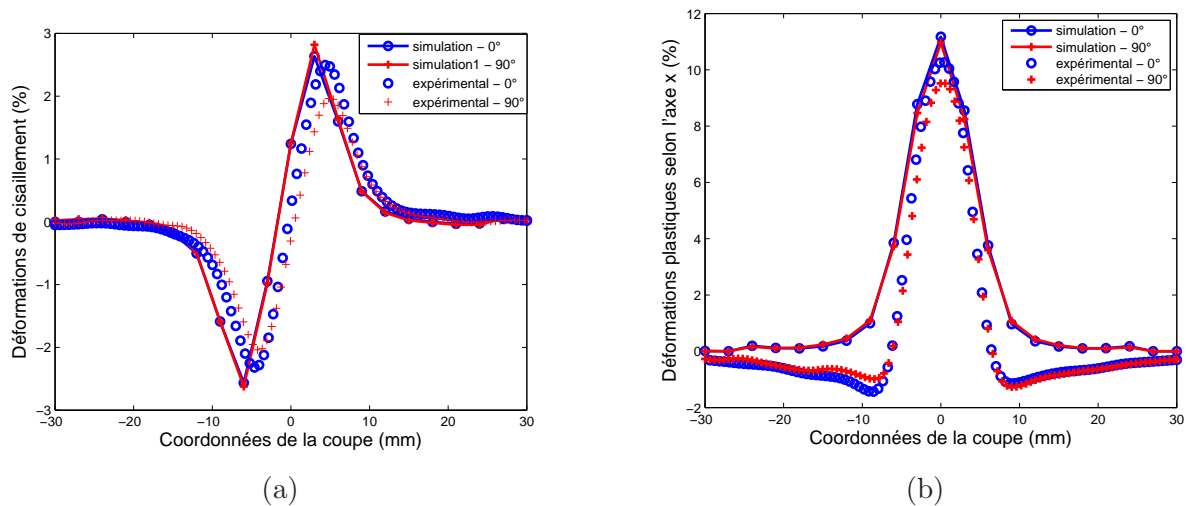 3
2
1
0
−1
−2
−3
−30
−20
−10
0
10
20
30
Déformations de cisaillement (%)
Coordonnées de la coupe (mm)
simulation − 0°
simulation1 − 90°
expérimental − 0°
expérimental − 90°
(a)
12
10
8
6
4
2
0
−2
−30
−20
−10
0
10
20
30
Déformations plastiques selon l'axe x (%)
Coordonnées de la coupe (mm)
simulation − 0°
simulation − 90°
expérimental − 0°
expérimental − 90°
(b)